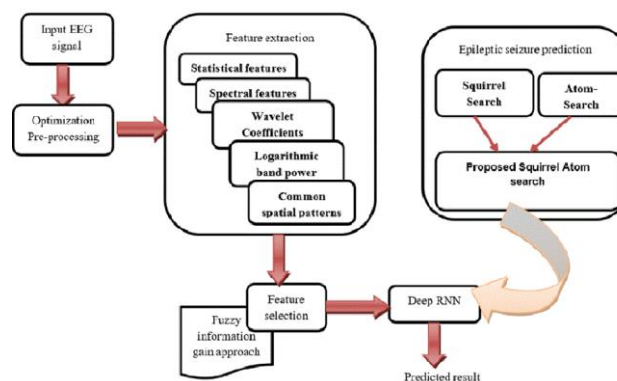 Input EEG
signal
Optimization
Pre-processing
Feature extraction
Statistical features
Spectral features
Wavelet
Coefficients
Logarithmic
band power
Common
spatial patterns
Epileptic seizure prediction
Squirrel
Search
Atom-
Search
Proposed Squirrel Atom
search
Feature
selection
Fuzzy
information
gain approach
Deep RNN
Predicted result